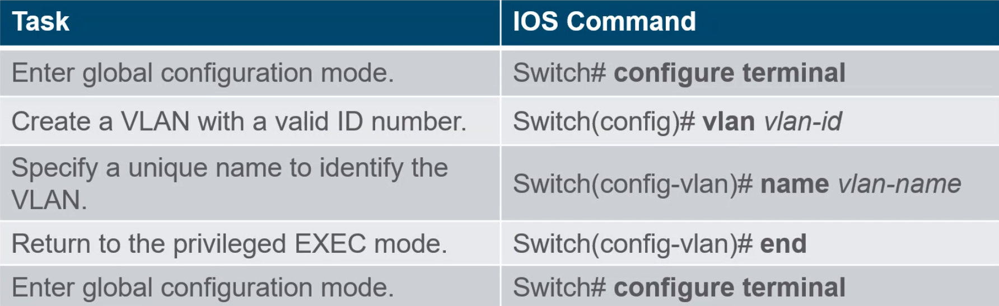 Task
IOS Command
Enter global configuration mode.
Switch# configure terminal
Create a VLAN with a valid ID number.
Switch(config)# vlan vlan-id
Specify a unique name to identify the
VLAN.
Switch(config-vlan)# name vlan-name
Return to the privileged EXEC mode.
Switch(config-vlan)# end
Enter global configuration mode.
Switch# configure terminal